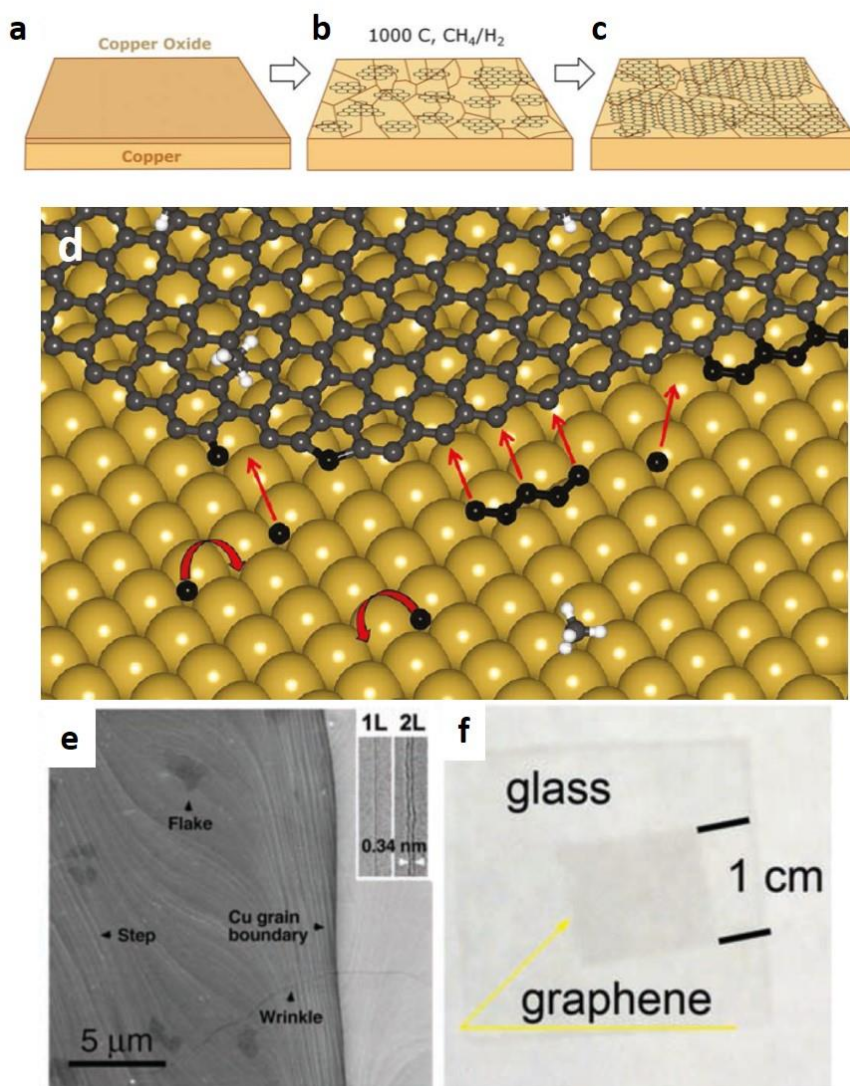 a
Copper Oxide
Copper
b
1000 C, CH₄/H₂
c
d
e
1L 2L
0.34 nm
Flake
Step
Cu grain
boundary
Wrinkle
5 μm
f
glass
1 cm
graphene